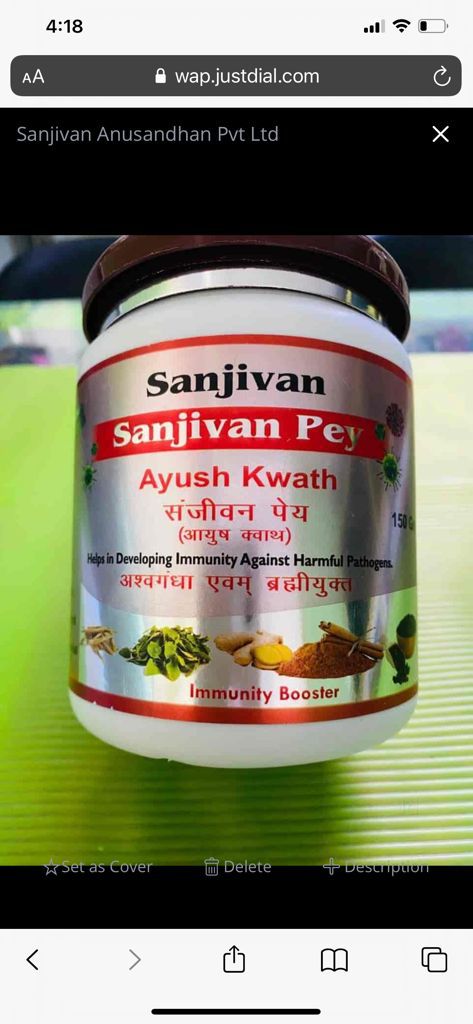 4:18
AA wap.justdial.com
Sanjivan Anusandhan Pvt Ltd
Sanjivan
Sanjivan Pey
Ayush Kwath
संजीवन पेय
(आयुष क्वाथ)
150 G
Helps in Developing Immunity Against Harmful Pathogens.
अश्वगंधा एवम् ब्रह्मीयुक्त
Immunity Booster
Set as Cover Delete Description